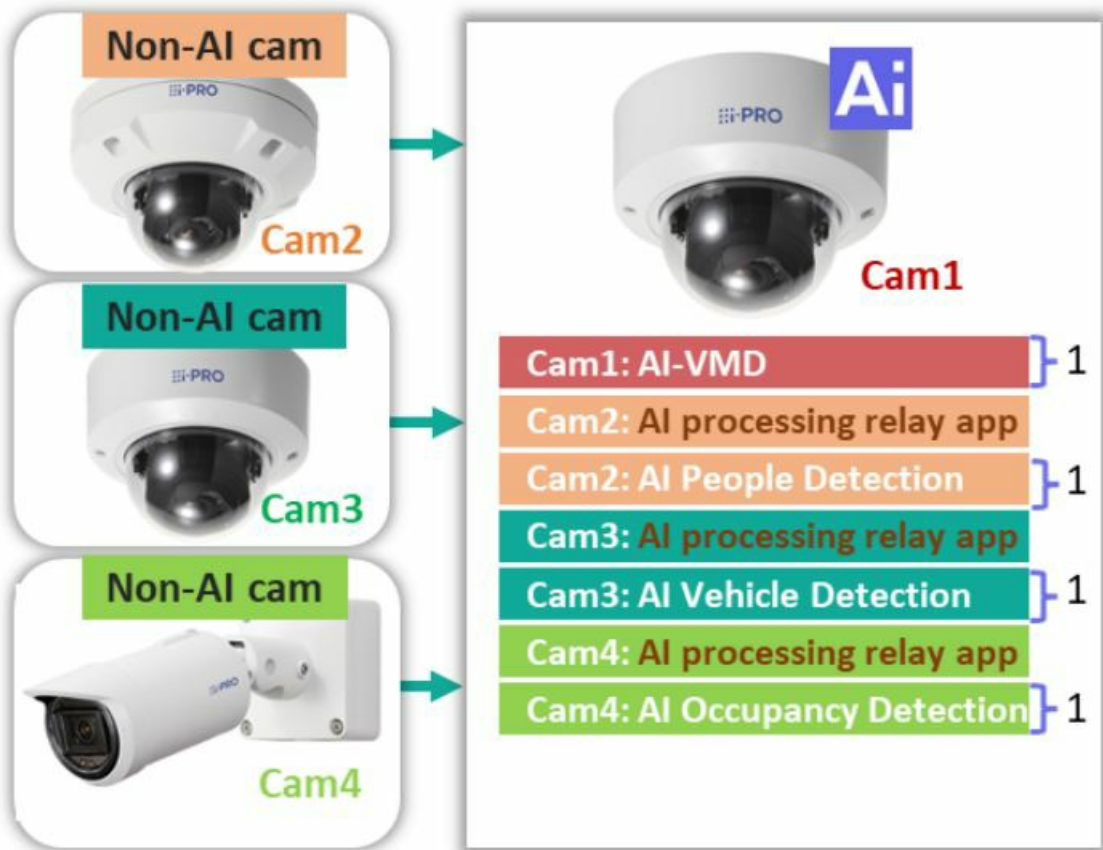 Non-AI cam
i-PRO
Cam2
Non-AI cam
i-PRO
Cam3
Non-AI cam
i-PRO
Cam4
i-PRO
Ai
Cam1
Cam1: AI-VMD
1
Cam2: AI processing relay app
Cam2: AI People Detection
1
Cam3: AI processing relay app
Cam3: AI Vehicle Detection
1
Cam4: AI processing relay app
Cam4: AI Occupancy Detection
1